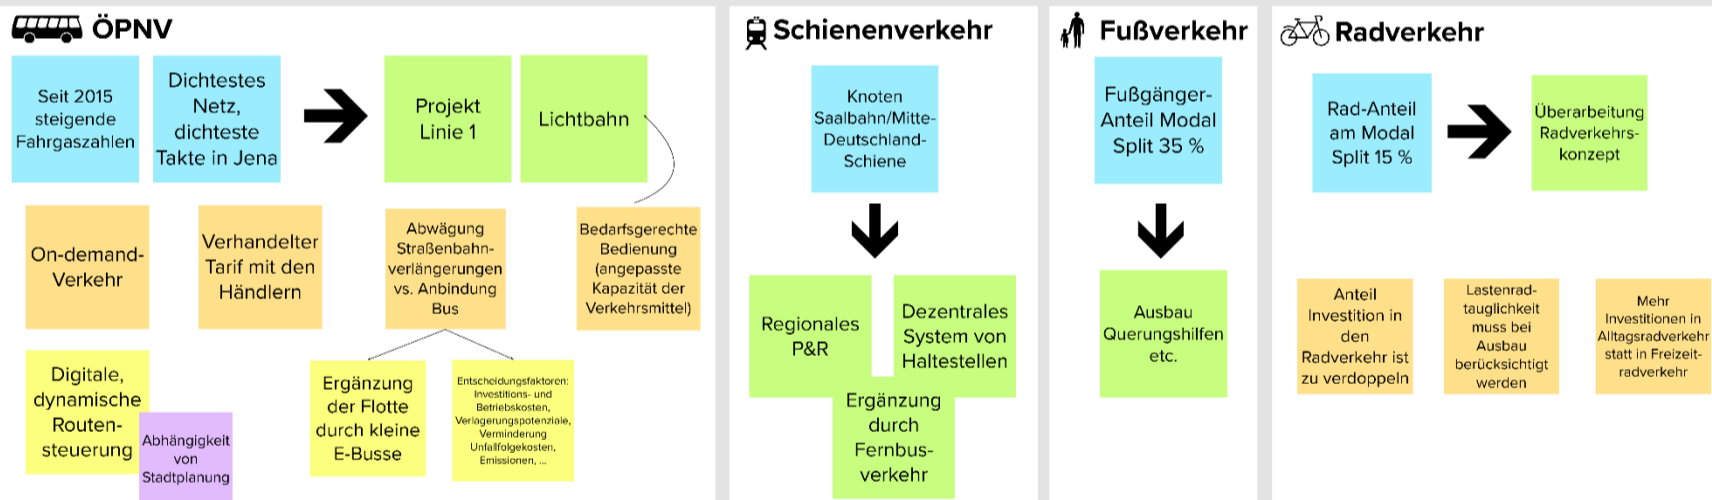 ÖPNV
Seit 2015
steigende
Fahrgaszahlen
Dichtestes
Netz,
dichteste
Takte in Jena
Projekt
Linie 1
Lichtbahn
On-demand-
Verkehr
Verhandelter
Tarif mit den
Händlern
Abwägung
Straßenbahn-
verlängerungen
vs. Anbindung
Bus
Bedarfsgerechte
Bedienung
(angepasste
Kapazität der
Verkehrsmittel)
Digitale,
dynamische
Routen-
steuerung
Abhängigkeit
von
Stadtplanung
Ergänzung
der Flotte
durch kleine
E-Busse
Entscheidungsfaktoren:
Investitions- und
Betriebskosten,
Verlagerungspotenziale,
Verminderung
Unfallfolgekosten,
Emissionen, ...
Schienenverkehr
Knoten
Saalbahn/Mitte-
Deutschland-
Schiene
Regionales
P&R
Dezentrales
System von
Haltestellen
Ergänzung
durch
Fernbus-
verkehr
Fußverkehr
Fußgänger-
Anteil Modal
Split 35 %
Ausbau
Querungshilfen
etc.
Radverkehr
Rad-Anteil
am Modal
Split 15 %
Überarbeitung
Radverkehrs-
konzept
Anteil
Investition in
den
Radverkehr ist
zu verdoppeln
Lastenrad-
tauglichkeit
muss bei
Ausbau
berücksichtigt
werden
Mehr
Investitionen in
Alltagsradverkehr
statt in Freizeit-
radverkehr